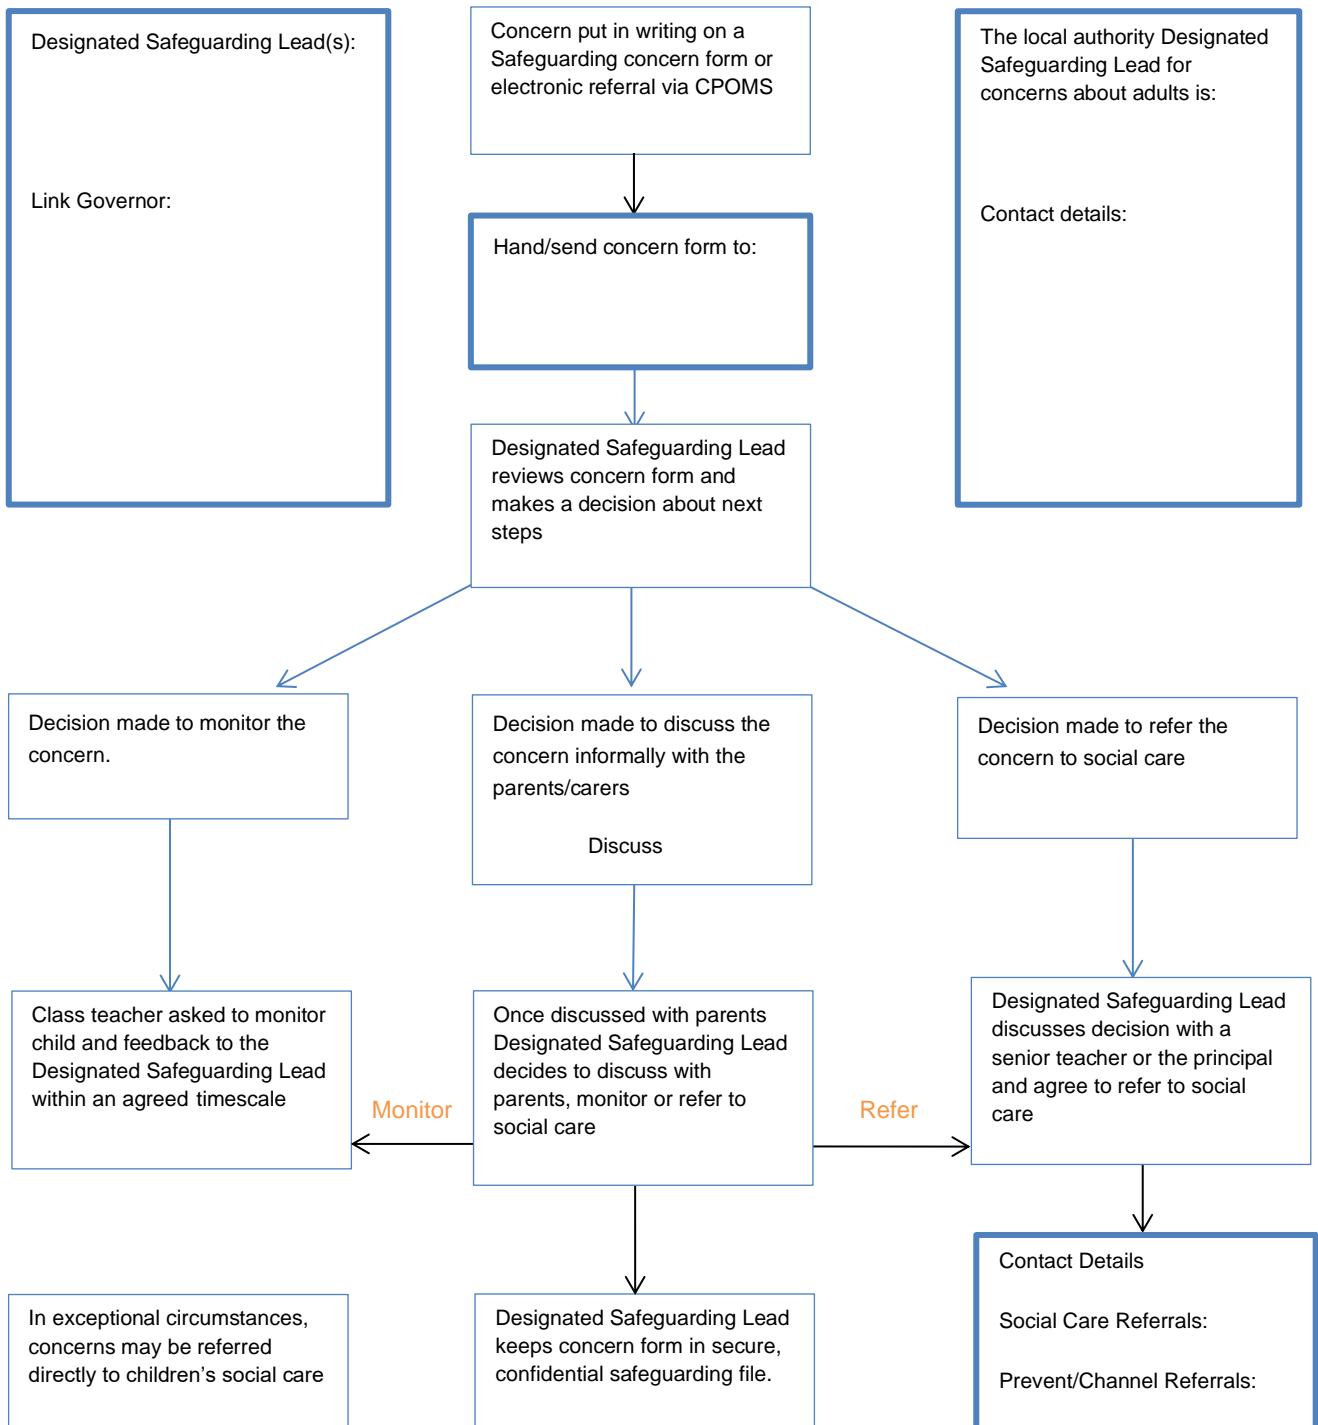 Designated Safeguarding Lead(s):
Link Governor:
Concern put in writing on a
Safeguarding concern form or
electronic referral via CPOMS
The local authority Designated
Safeguarding Lead for
concerns about adults is:
Contact details:
Hand/send concern form to:
Designated Safeguarding Lead
reviews concern form and
makes a decision about next
steps
Decision made to monitor the
concern.
Decision made to discuss the
concern informally with the
parents/carers
Discuss
Decision made to refer the
concern to social care
Class teacher asked to monitor
child and feedback to the
Designated Safeguarding Lead
within an agreed timescale
Monitor
Once discussed with parents
Designated Safeguarding Lead
decides to discuss with
parents, monitor or refer to
social care
Refer
Designated Safeguarding Lead
discusses decision with a
senior teacher or the principal
and agree to refer to social
care
In exceptional circumstances,
concerns may be referred
directly to children’s social care
Designated Safeguarding Lead
keeps concern form in secure,
confidential safeguarding file.
Contact Details
Social Care Referrals:
Prevent/Channel Referrals: